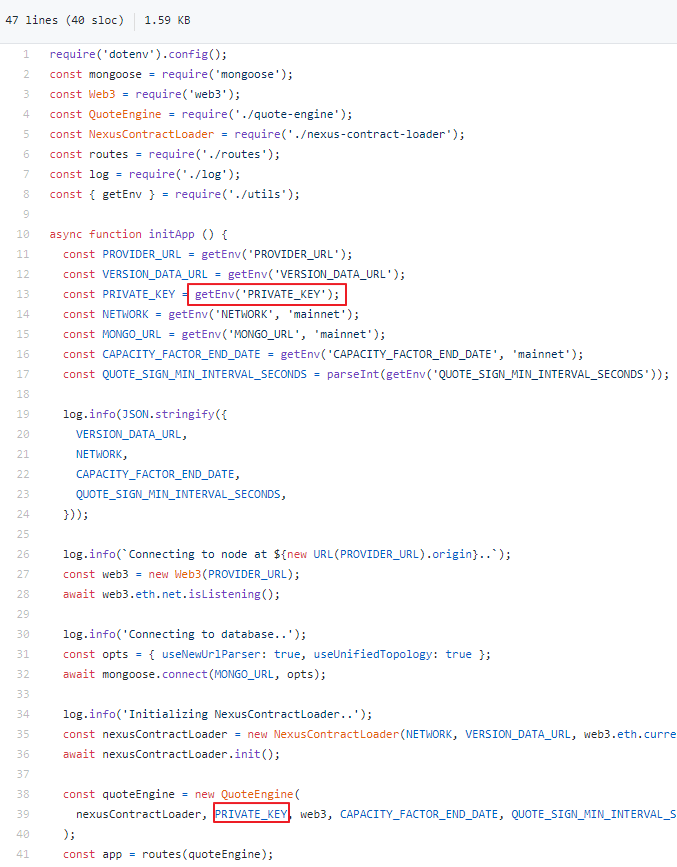 47 lines (40 sloc) 1.59 KB
1 require('dotenv').config();
2 const mongoose = require('mongoose');
3 const Web3 = require('web3');
4 const QuoteEngine = require('./quote-engine');
5 const NexusContractLoader = require('./nexus-contract-loader');
6 const routes = require('./routes');
7 const log = require('./log');
8 const { getEnv } = require('./utils');
9
10 async function initApp () {
11 const PROVIDER_URL = getEnv('PROVIDER_URL');
12 const VERSION_DATA_URL = getEnv('VERSION_DATA_URL');
13 const PRIVATE_KEY = getEnv('PRIVATE_KEY');
14 const NETWORK = getEnv('NETWORK', 'mainnet');
15 const MONGO_URL = getEnv('MONGO_URL', 'mainnet');
16 const CAPACITY_FACTOR_END_DATE = getEnv('CAPACITY_FACTOR_END_DATE', 'mainnet');
17 const QUOTE_SIGN_MIN_INTERVAL_SECONDS = parseInt(getEnv('QUOTE_SIGN_MIN_INTERVAL_SECONDS'));
18
19 log.info(JSON.stringify({
20 VERSION_DATA_URL,
21 NETWORK,
22 CAPACITY_FACTOR_END_DATE,
23 QUOTE_SIGN_MIN_INTERVAL_SECONDS,
24 }));
25
26 log.info(`Connecting to node at ${new URL(PROVIDER_URL).origin}..`);
27 const web3 = new Web3(PROVIDER_URL);
28 await web3.eth.net.isListening();
29
30 log.info('Connecting to database..');
31 const opts = { useNewUrlParser: true, useUnifiedTopology: true };
32 await mongoose.connect(MONGO_URL, opts);
33
34 log.info('Initializing NexusContractLoader..');
35 const nexusContractLoader = new NexusContractLoader(NETWORK, VERSION_DATA_URL, web3.eth.curre
36 await nexusContractLoader.init();
37
38 const quoteEngine = new QuoteEngine(
39 nexusContractLoader, PRIVATE_KEY, web3, CAPACITY_FACTOR_END_DATE, QUOTE_SIGN_MIN_INTERVAL_S
40 );
41 const app = routes(quoteEngine);